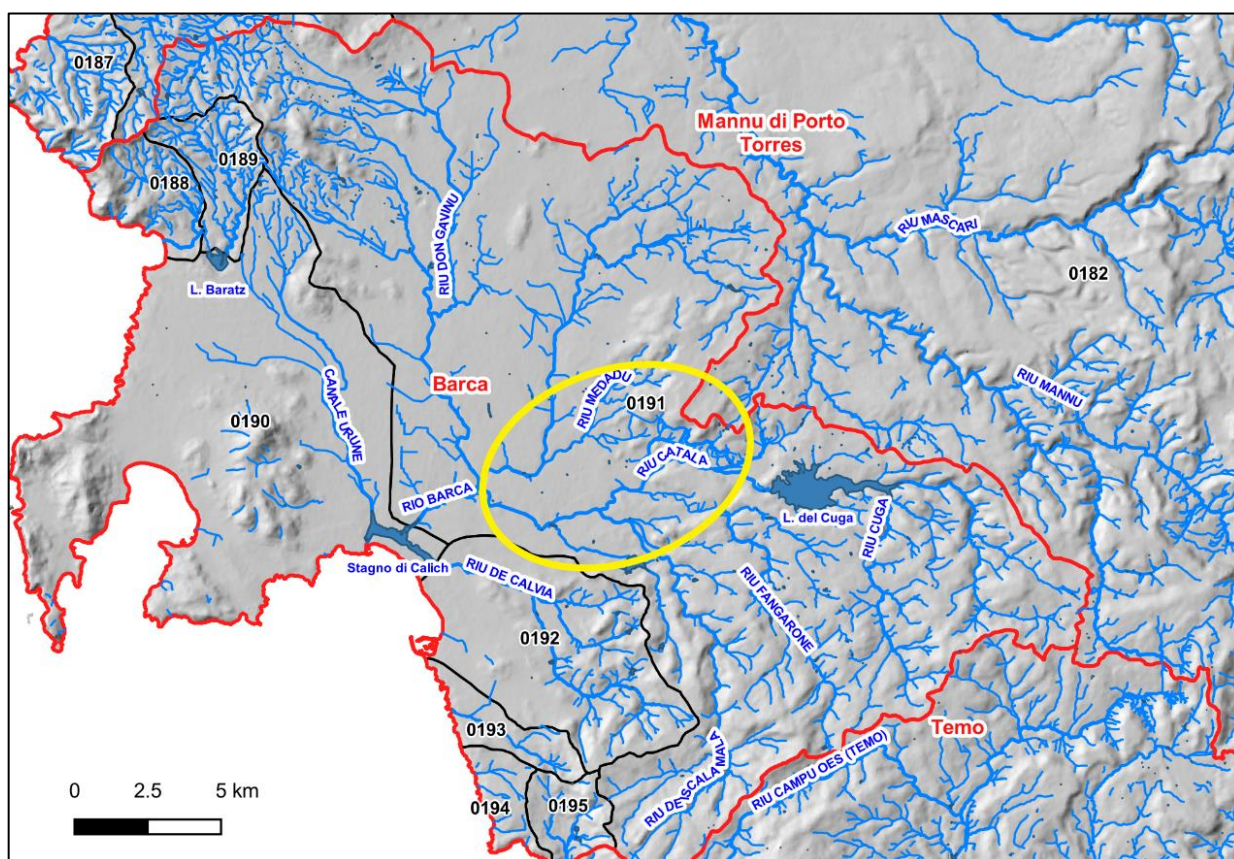 0187
Mannu di Porto
Torres
0189
0188
RIU MASCARI
RIU DON GAVINU
0182
L. Baratz
RIU MANNU
Barca
RIU MEDADU
0191
CANALE URUNE
0190
RIU CATALA
RIO BARCA
L. del Cuga
RIU CUGA
Stagno di Calich
RIU DE CALVIA
RIU FANGARONE
0192
0193
Temo
RIU DE SCALA MALA
RIU CAMPU OES (TEMO)
0194
0195
0 2.5 5 km